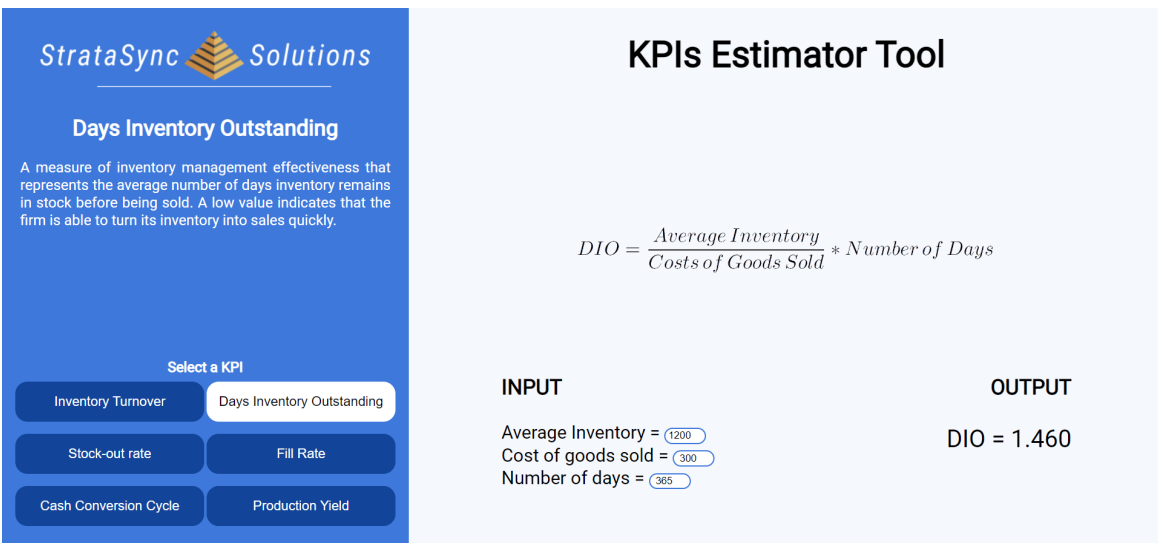 StrataSync Solutions
Days Inventory Outstanding
A measure of inventory management effectiveness that
represents the average number of days inventory remains
in stock before being sold. A low value indicates that the
firm is able to turn its inventory into sales quickly.
Select a KPI
Inventory Turnover
Days Inventory Outstanding
Stock-out rate
Fill Rate
Cash Conversion Cycle
Production Yield
KPIs Estimator Tool
DIO = Average Inventory / Costs of Goods Sold * Number of Days
INPUT
Average Inventory = 1200
Cost of goods sold = 300
Number of days = 365
OUTPUT
DIO = 1.460